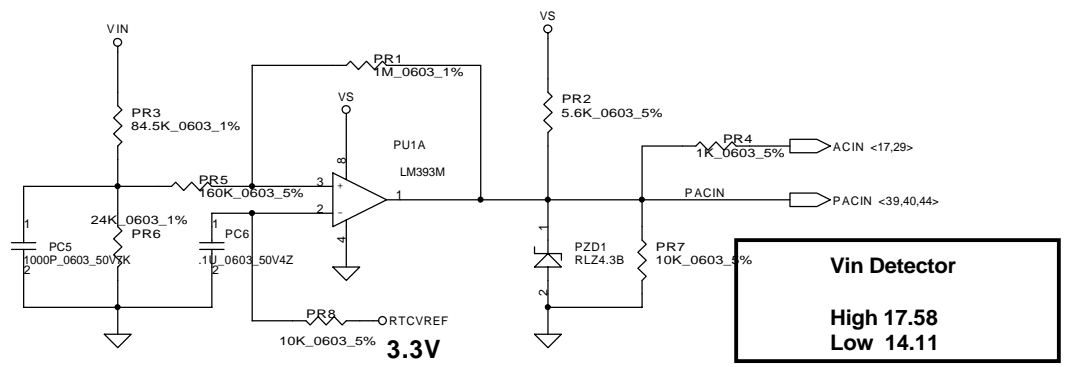 VIN
PR3
84.5K_0603_1%
PR1
1M_0603_1%
VS
8
PU1A
LM393M
PR5
160K_0603_5%
3
+
2
-
1
4
24K_0603_1%
PR6
1
PC5
1000P_0603_50V7K
2
1
PC6
.1U_0603_50V4Z
2
PR8
10K_0603_5%
RTCVREF
3.3V
VS
PR2
5.6K_0603_5%
PR4
1K_0603_5%
ACIN <17,29>
PACIN
PACIN <39,40,44>
1
PZD1
RLZ4.3B
2
PR7
10K_0603_5%
Vin Detector
High 17.58
Low 14.11